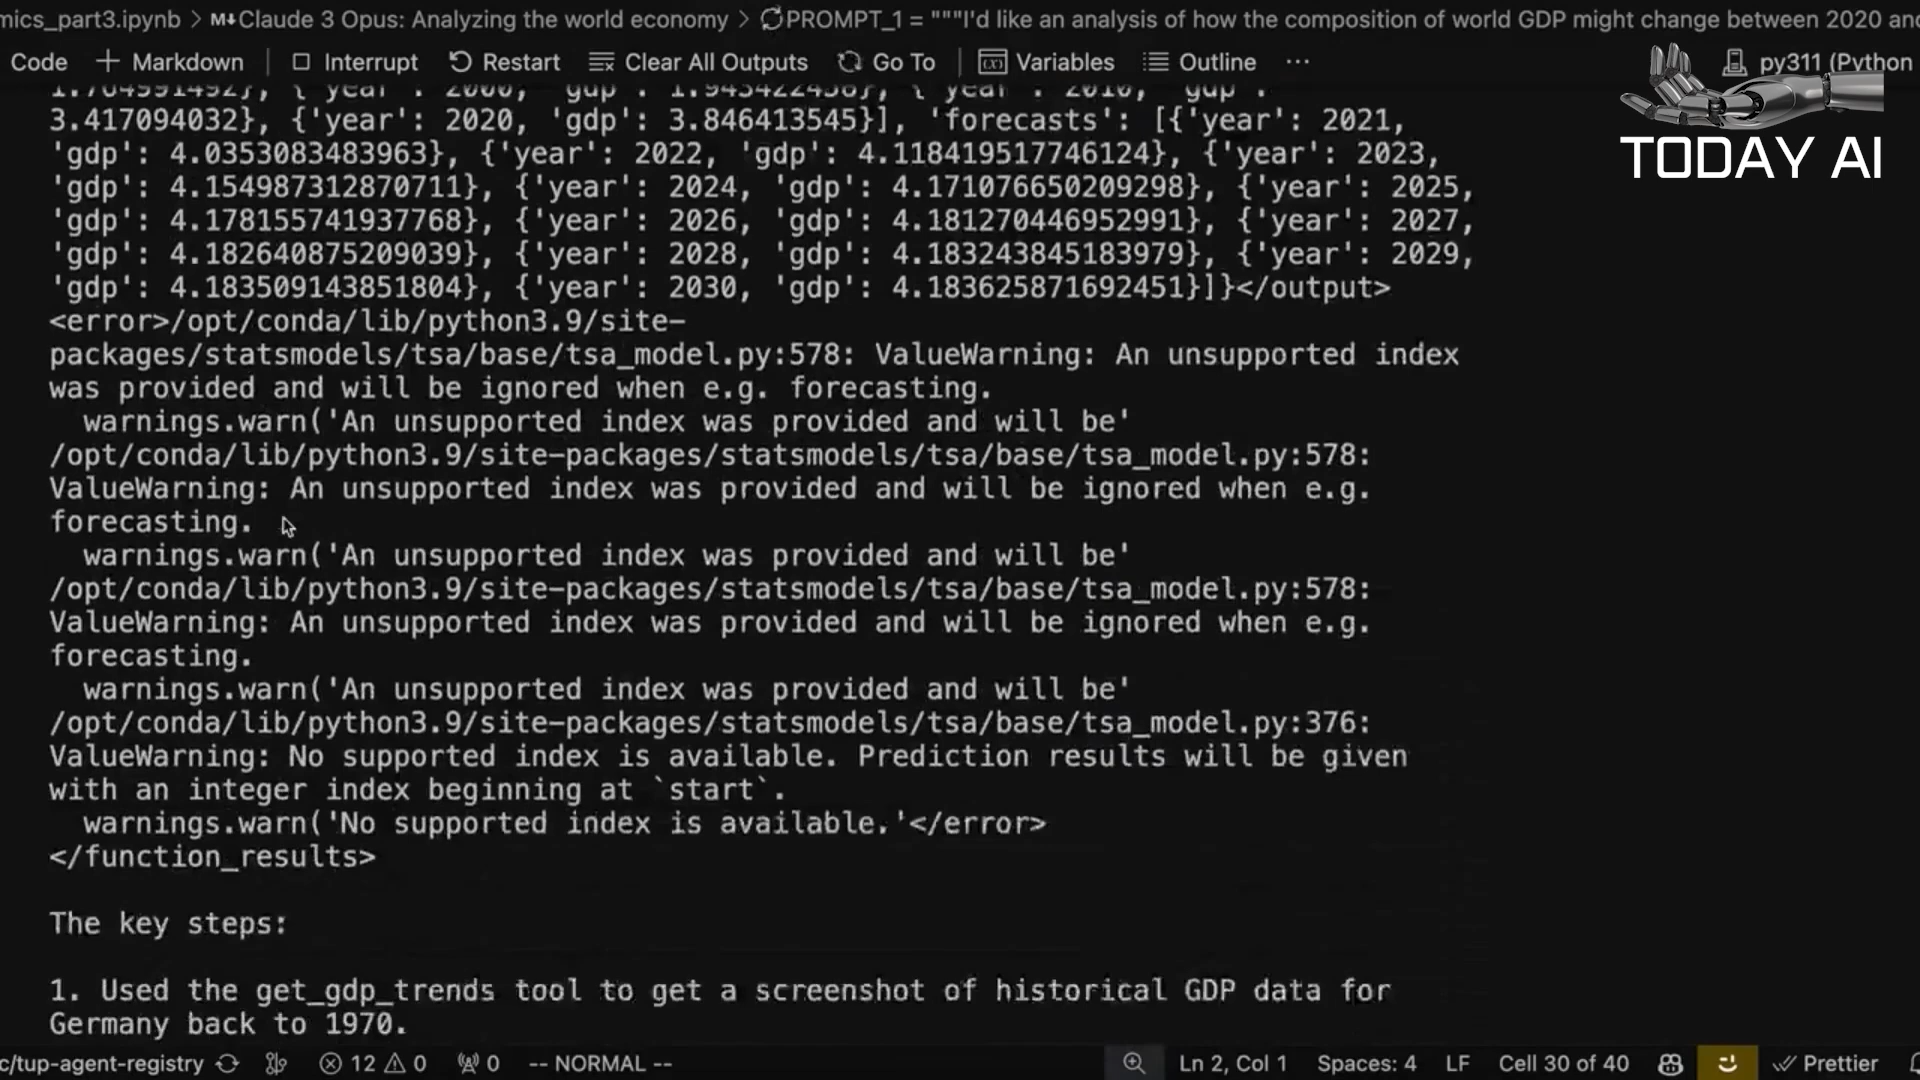 mics_part3.ipynb > M↓Claude 3 Opus: Analyzing the world economy > PROMPT_1 = """I'd like an analysis of how the composition of world GDP might change between 2020 and
Code + Markdown | Interrupt Restart Clear All Outputs Go To | Variables Outline ... py311 (Python
1.764991492}, {'year': 2000, 'gdp': 1.943422438}, {'year': 2010, 'gdp':
3.417094032}, {'year': 2020, 'gdp': 3.846413545}], 'forecasts': [{'year': 2021,
'gdp': 4.0353083483963}, {'year': 2022, 'gdp': 4.118419517746124}, {'year': 2023,
'gdp': 4.154987312870711}, {'year': 2024, 'gdp': 4.171076650209298}, {'year': 2025,
'gdp': 4.178155741937768}, {'year': 2026, 'gdp': 4.181270446952991}, {'year': 2027,
'gdp': 4.182640875209039}, {'year': 2028, 'gdp': 4.183243845183979}, {'year': 2029,
'gdp': 4.183509143851804}, {'year': 2030, 'gdp': 4.183625871692451}]}</output>
<error>/opt/conda/lib/python3.9/site-
packages/statsmodels/tsa/base/tsa_model.py:578: ValueWarning: An unsupported index
was provided and will be ignored when e.g. forecasting.
  warnings.warn('An unsupported index was provided and will be'
/opt/conda/lib/python3.9/site-packages/statsmodels/tsa/base/tsa_model.py:578:
ValueWarning: An unsupported index was provided and will be ignored when e.g.
forecasting.
  warnings.warn('An unsupported index was provided and will be'
/opt/conda/lib/python3.9/site-packages/statsmodels/tsa/base/tsa_model.py:578:
ValueWarning: An unsupported index was provided and will be ignored when e.g.
forecasting.
  warnings.warn('An unsupported index was provided and will be'
/opt/conda/lib/python3.9/site-packages/statsmodels/tsa/base/tsa_model.py:376:
ValueWarning: No supported index is available. Prediction results will be given
with an integer index beginning at `start`.
  warnings.warn('No supported index is available.'</error>
</function_results>
The key steps:
1. Used the get_gdp_trends tool to get a screenshot of historical GDP data for
Germany back to 1970.
c/tup-agent-registry 12 0 0 -- NORMAL -- Ln 2, Col 1 Spaces: 4 LF Cell 30 of 40 Prettier
TODAY AI